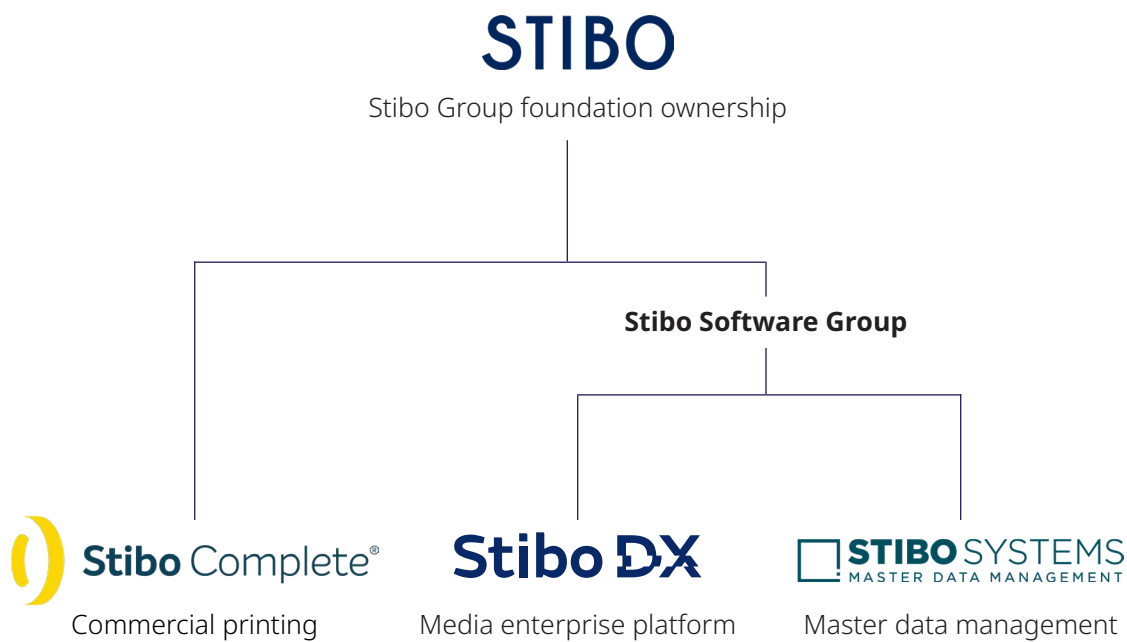 STIBO
Stibo Group foundation ownership
Stibo Software Group
Stibo Complete®
Commercial printing
Stibo DX
Media enterprise platform
STIBO SYSTEMS
MASTER DATA MANAGEMENT
Master data management